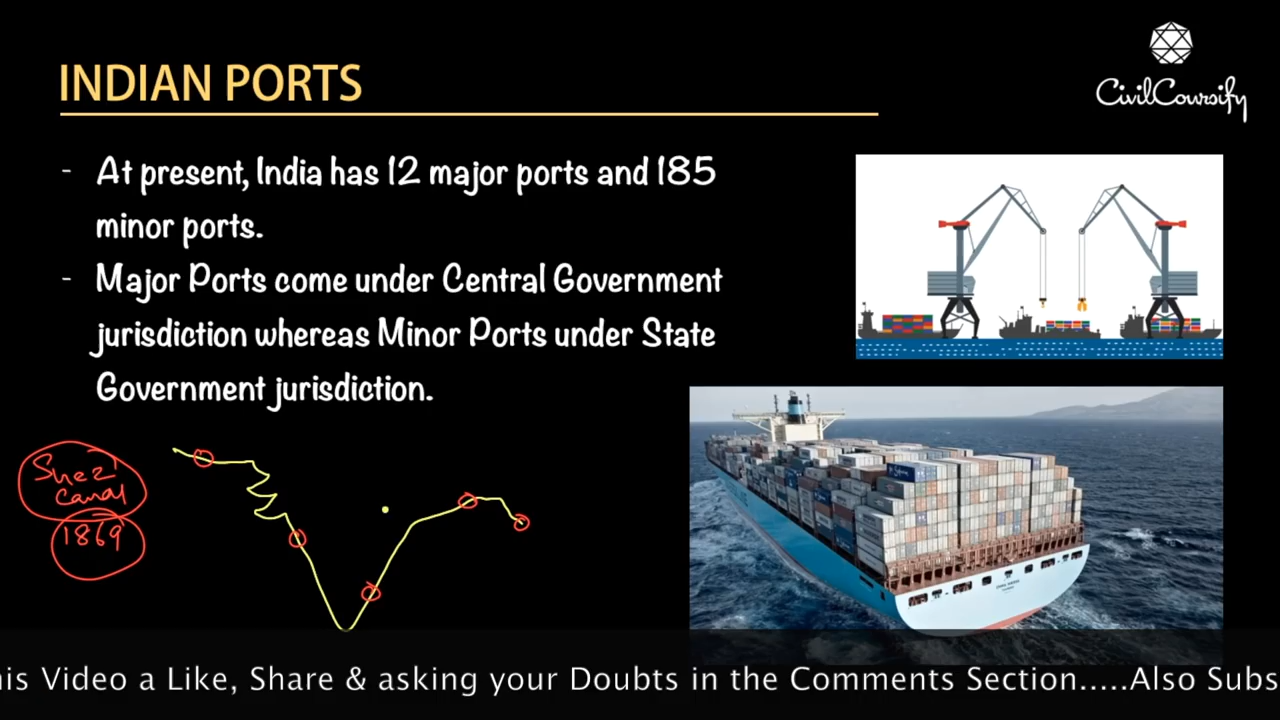 INDIAN PORTS
CivilCoursify
- At present, India has 12 major ports and 185
minor ports.
- Major Ports come under Central Government
jurisdiction whereas Minor Ports under State
Government jurisdiction.
Shez
Canal
1869
his Video a Like, Share & asking your Doubts in the Comments Section.....Also Subs